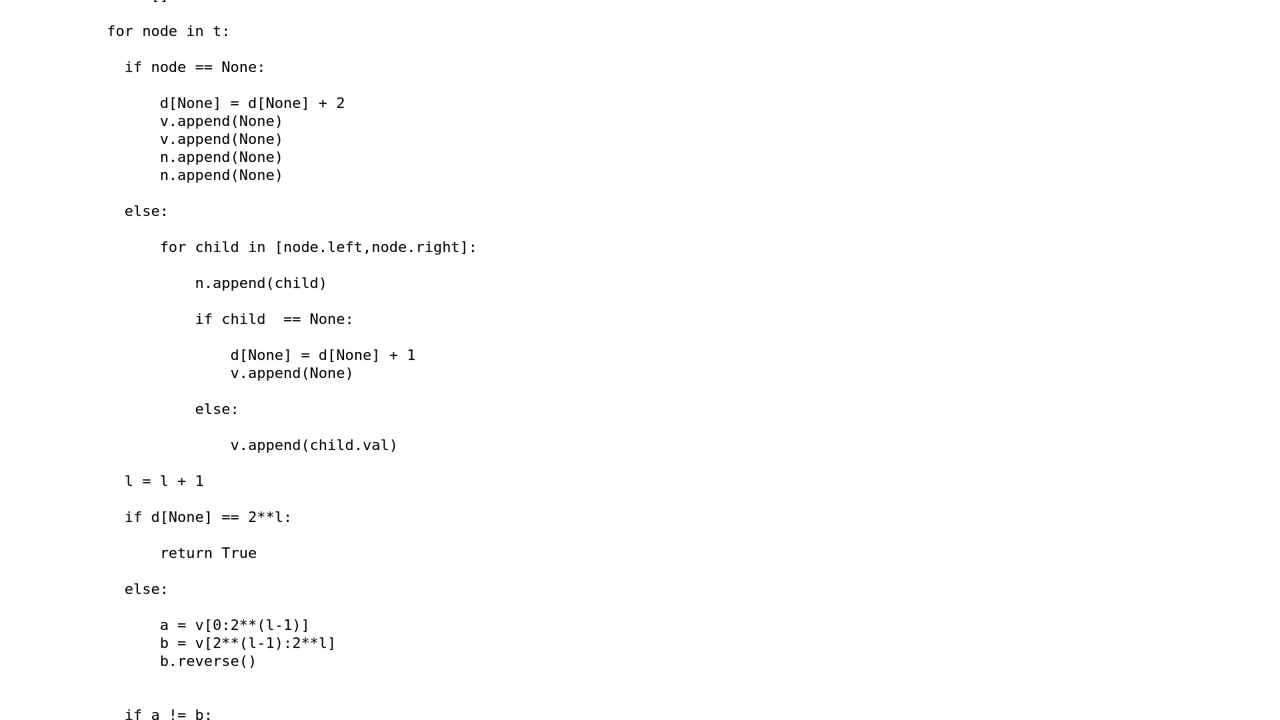 for node in t:
if node == None:
d[None] = d[None] + 2
v.append(None)
v.append(None)
n.append(None)
n.append(None)
else:
for child in [node.left,node.right]:
n.append(child)
if child  == None:
d[None] = d[None] + 1
v.append(None)
else:
v.append(child.val)
l = l + 1
if d[None] == 2**l:
return True
else:
a = v[0:2**(l-1)]
b = v[2**(l-1):2**l]
b.reverse()
if a != b: